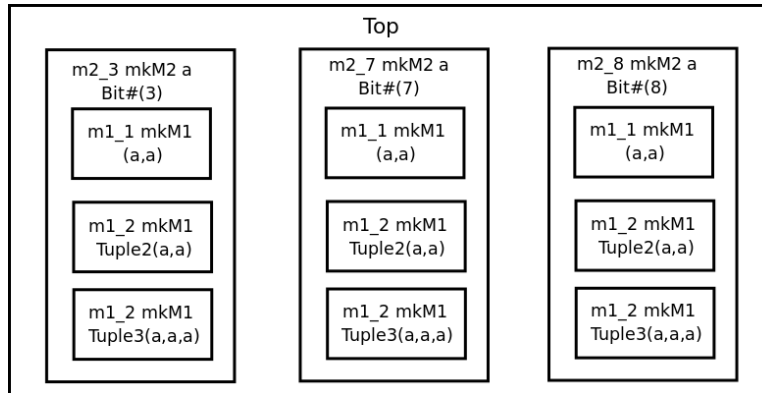 Top
m2_3 mkM2 a
Bit#(3)
m1_1 mkM1
(a,a)
m1_2 mkM1
Tuple2(a,a)
m1_2 mkM1
Tuple3(a,a,a)
m2_7 mkM2 a
Bit#(7)
m1_1 mkM1
(a,a)
m1_2 mkM1
Tuple2(a,a)
m1_2 mkM1
Tuple3(a,a,a)
m2_8 mkM2 a
Bit#(8)
m1_1 mkM1
(a,a)
m1_2 mkM1
Tuple2(a,a)
m1_2 mkM1
Tuple3(a,a,a)